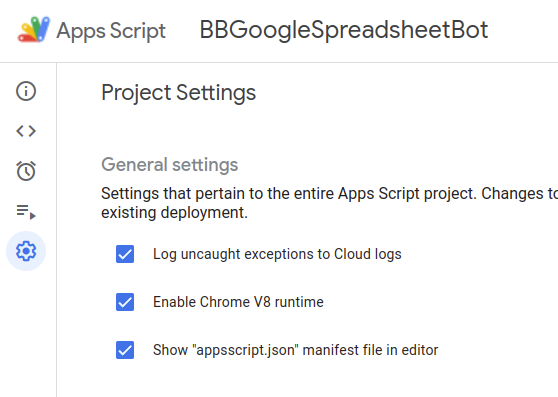 Apps Script
BBGoogleSpreadsheetBot
Project Settings
General settings
Settings that pertain to the entire Apps Script project. Changes to
existing deployment.
Log uncaught exceptions to Cloud logs
Enable Chrome V8 runtime
Show "appsscript.json" manifest file in editor